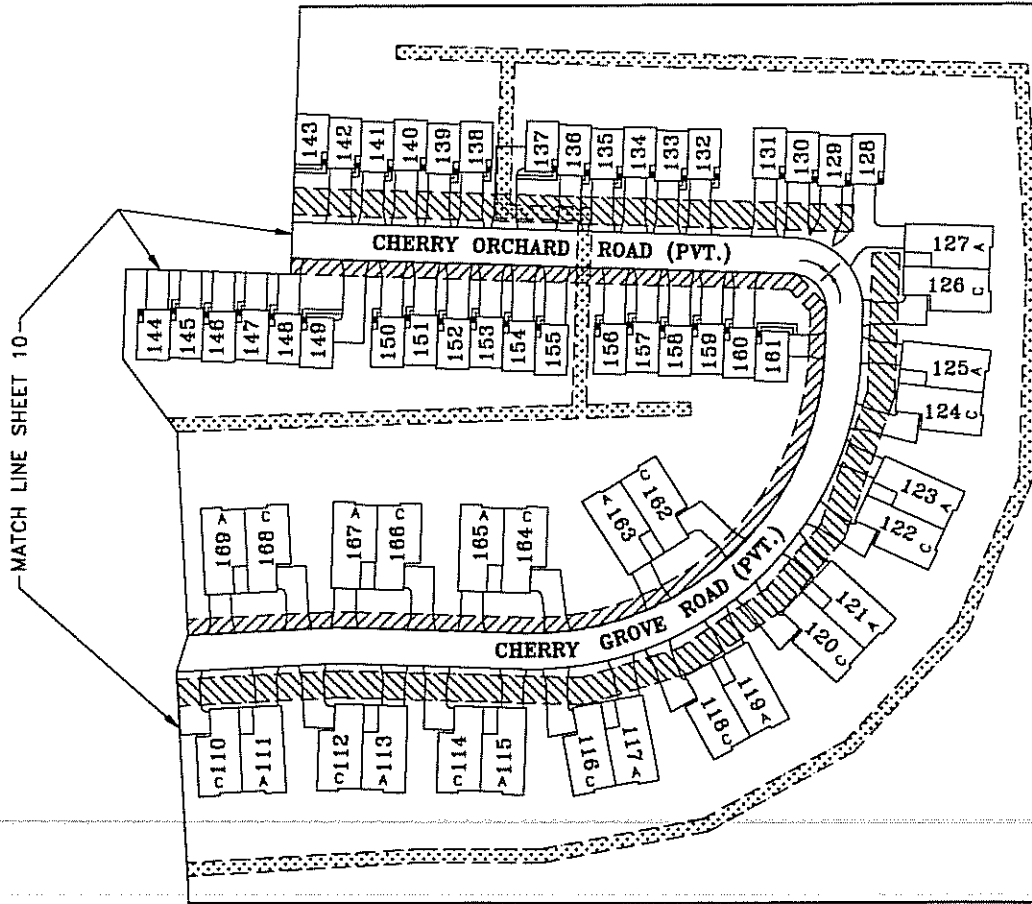 MATCH LINE SHEET 10
143
142
141
140
139
138
137
136
135
134
133
132
131
130
129
128
CHERRY ORCHARD ROAD (PVT.)
127 A
126 C
144
145
146
147
148
149
150
151
152
153
154
155
156
157
158
159
160
161
125 A
124 C
123 A
122 C
169 A
168 C
167 A
166 C
165 A
164 C
163 A
162 C
121 A
120 C
CHERRY GROVE ROAD (PVT.)
110 C
111 A
112 C
113 A
114 C
115 A
116 C
117 A
118 C
119 A